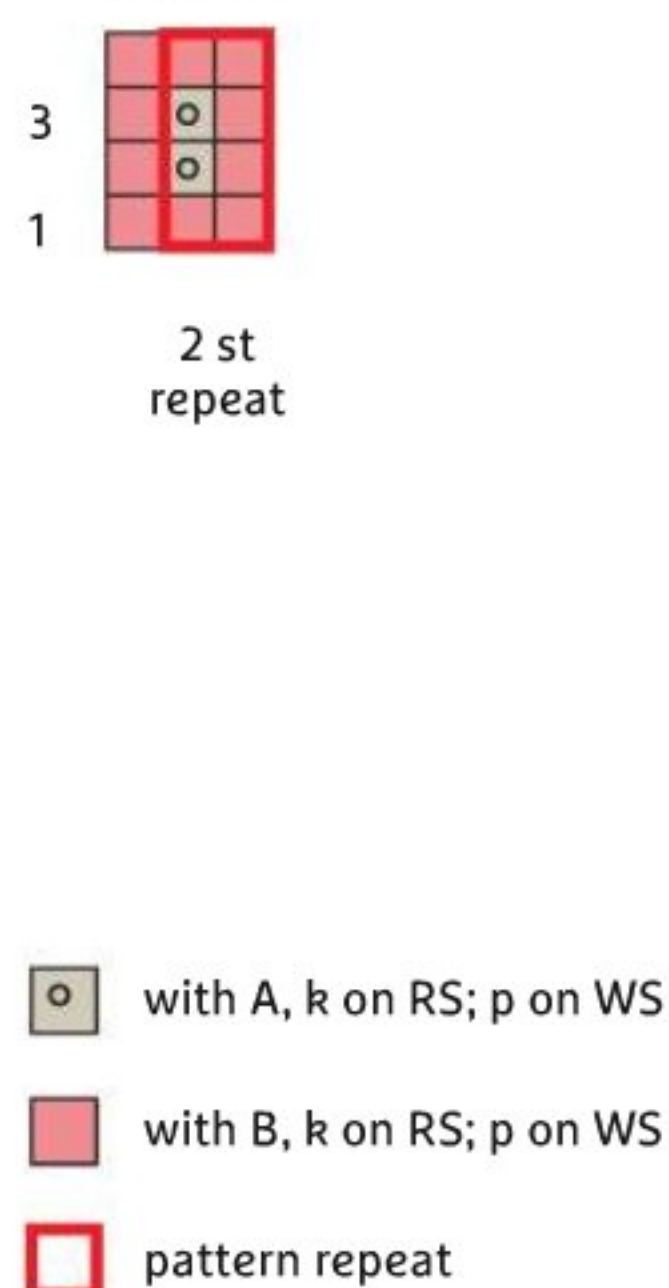 3
1
2 st
repeat
with A, k on RS; p on WS
with B, k on RS; p on WS
pattern repeat